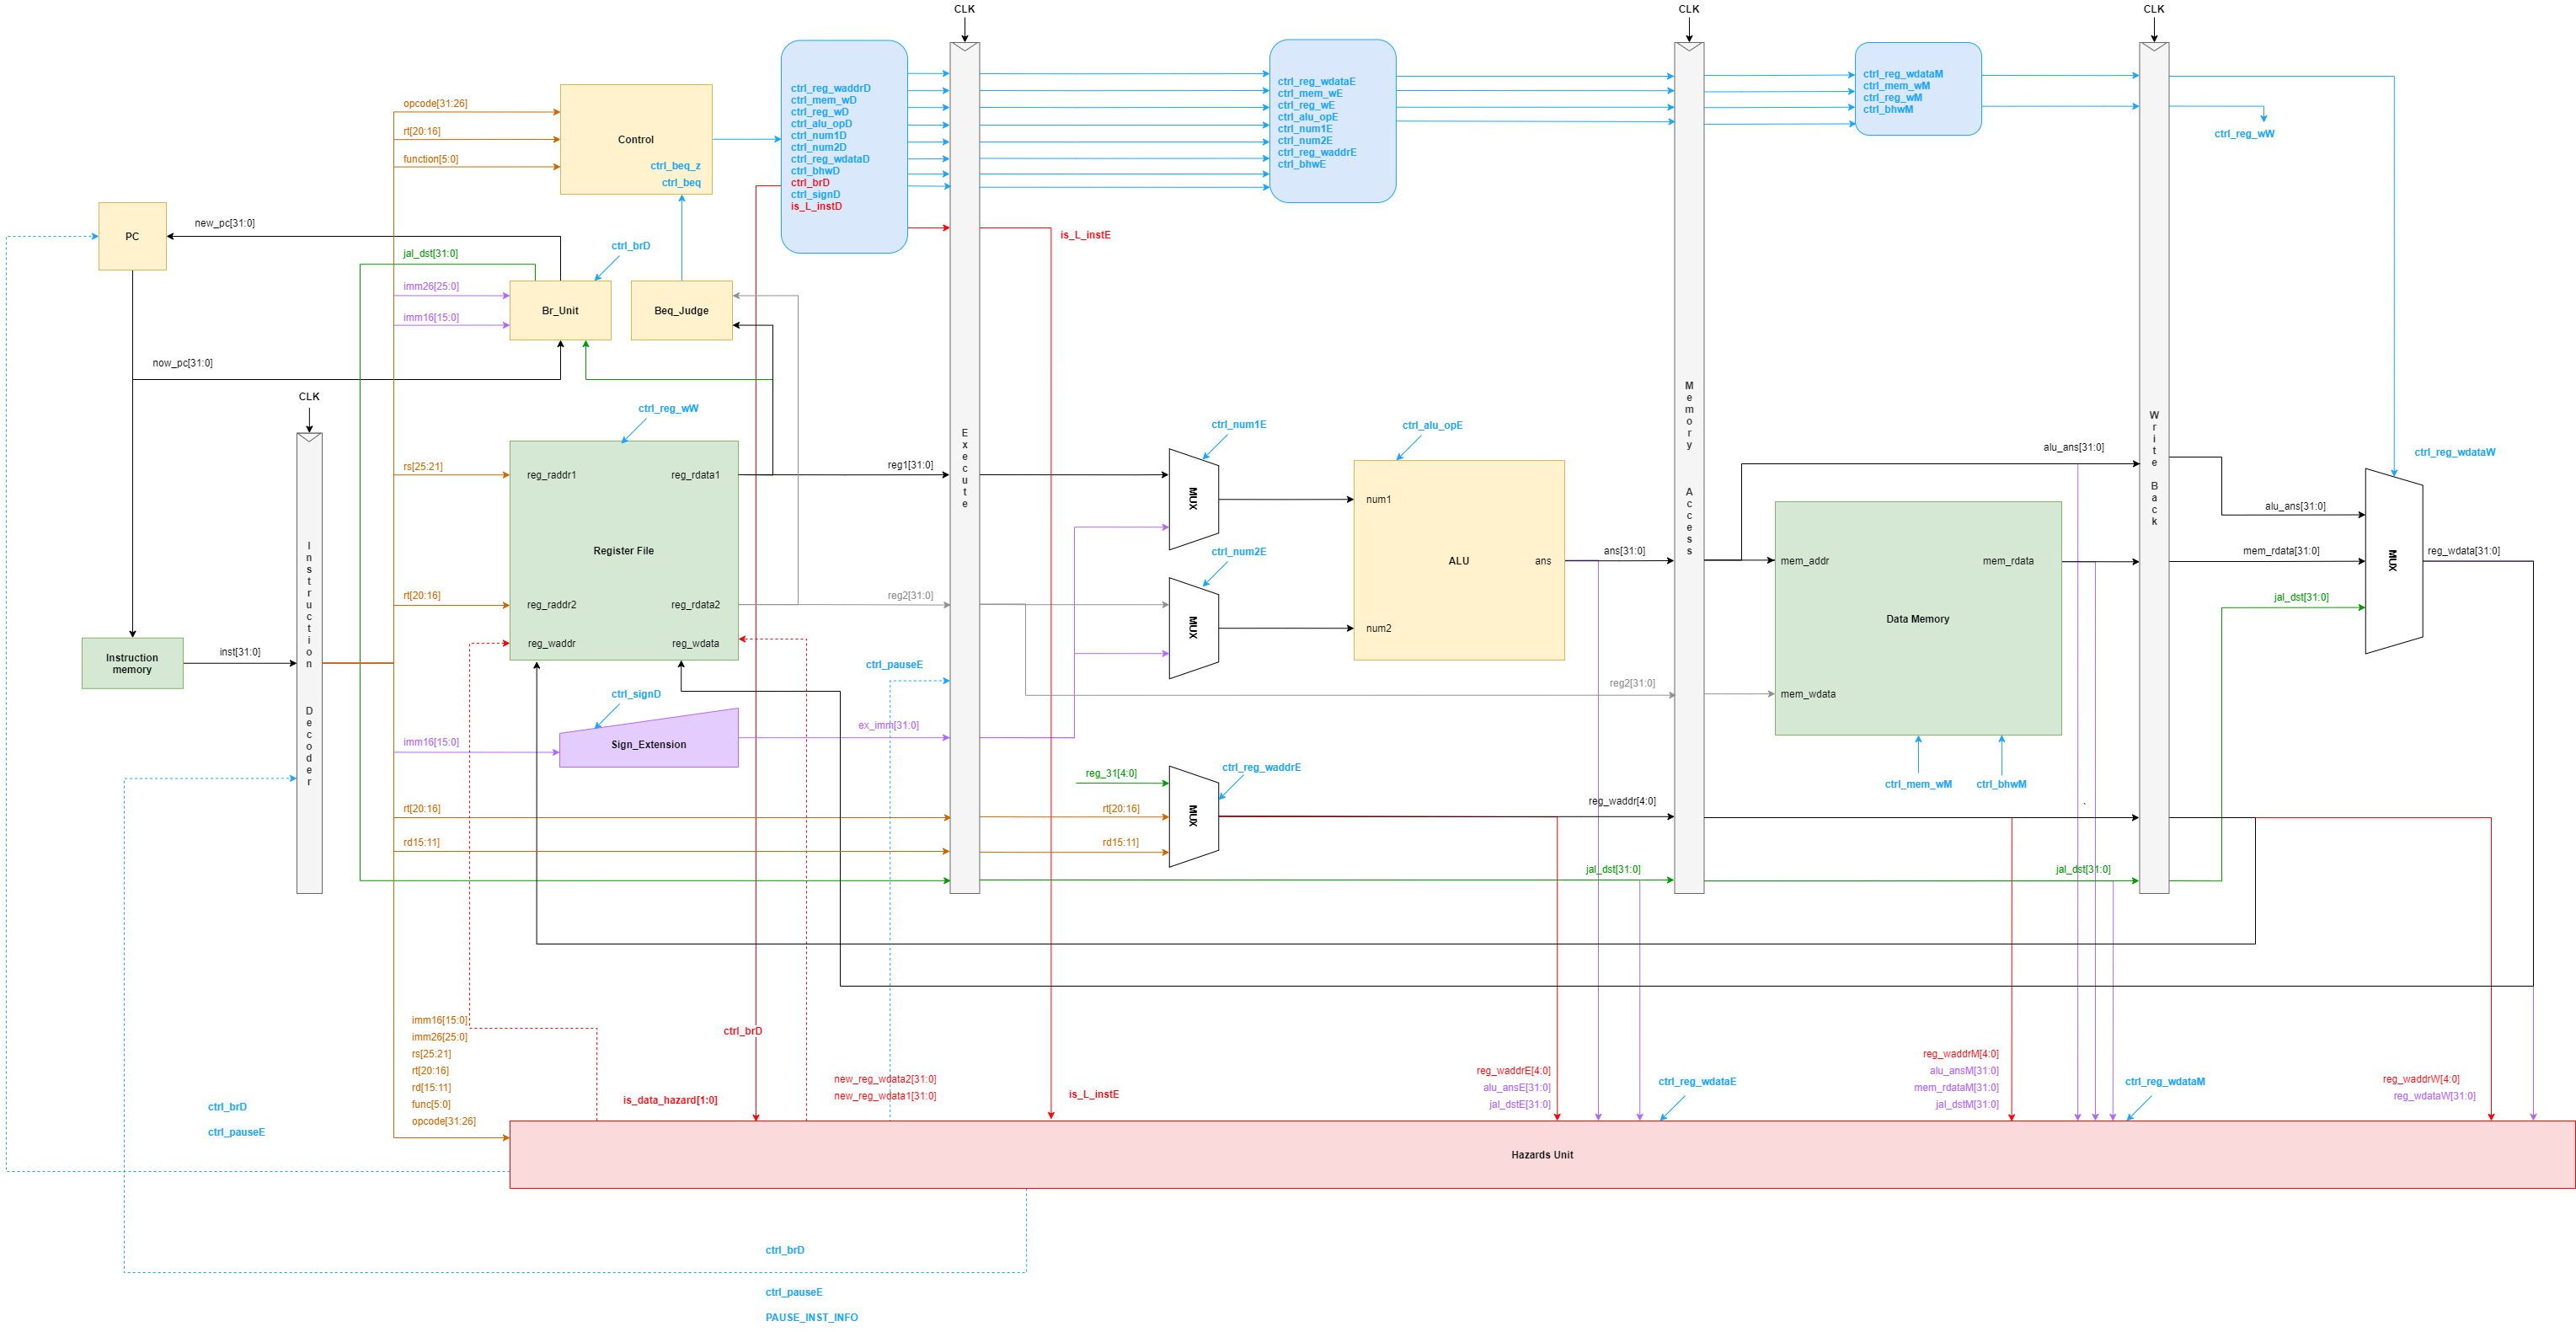 CLK
CLK
CLK
ctrl_reg_waddrD
ctrl_mem_wD
ctrl_reg_wD
ctrl_alu_opD
ctrl_num1D
ctrl_num2D
ctrl_reg_wdataD
ctrl_bhwD
ctrl_brD
ctrl_signD
is_L_instD
ctrl_reg_wdataE
ctrl_mem_wE
ctrl_reg_wE
ctrl_alu_opE
ctrl_num1E
ctrl_num2E
ctrl_reg_waddrE
ctrl_bhwE
ctrl_reg_wdataM
ctrl_mem_wM
ctrl_reg_wM
ctrl_bhwM
ctrl_reg_wW
opcode[31:26]
rt[20:16]
function[5:0]
Control
ctrl_beq_z
ctrl_beq
PC
new_pc[31:0]
jal_dst[31:0]
ctrl_brD
is_L_instE
imm26[25:0]
imm16[15:0]
Br_Unit
Beq_Judge
now_pc[31:0]
CLK
ctrl_reg_wW
ctrl_num1E
ctrl_alu_opE
Execute
Memory Access
Write Back
alu_ans[31:0]
ctrl_reg_wdataW
rs[25:21]
reg_raddr1
reg_rdata1
reg1[31:0]
MUX
num1
alu_ans[31:0]
Register File
ctrl_num2E
ALU
ans
ans[31:0]
mem_addr
mem_rdata
mem_rdata[31:0]
MUX
reg_wdata[31:0]
rt[20:16]
reg_raddr2
reg_rdata2
reg2[31:0]
MUX
num2
Data Memory
jal_dst[31:0]
reg_waddr
reg_wdata
Instruction
memory
inst[31:0]
Instruction Decoder
ctrl_pauseE
reg2[31:0]
mem_wdata
ctrl_signD
imm16[15:0]
Sign_Extension
ex_imm[31:0]
reg_31[4:0]
ctrl_reg_waddrE
ctrl_mem_wM
ctrl_bhwM
rt[20:16]
rt[20:16]
MUX
reg_waddr[4:0]
rd15:11]
rd15:11]
jal_dst[31:0]
jal_dst[31:0]
imm16[15:0]
imm26[25:0]
rs[25:21]
rt[20:16]
rd[15:11]
func[5:0]
opcode[31:26]
ctrl_brD
ctrl_brD
ctrl_pauseE
is_data_hazard[1:0]
new_reg_wdata2[31:0]
new_reg_wdata1[31:0]
is_L_instE
reg_waddrE[4:0]
alu_ansE[31:0]
jal_dstE[31:0]
ctrl_reg_wdataE
reg_waddrM[4:0]
alu_ansM[31:0]
mem_rdataM[31:0]
jal_dstM[31:0]
ctrl_reg_wdataM
reg_waddrW[4:0]
reg_wdataW[31:0]
Hazards Unit
ctrl_brD
ctrl_pauseE
PAUSE_INST_INFO